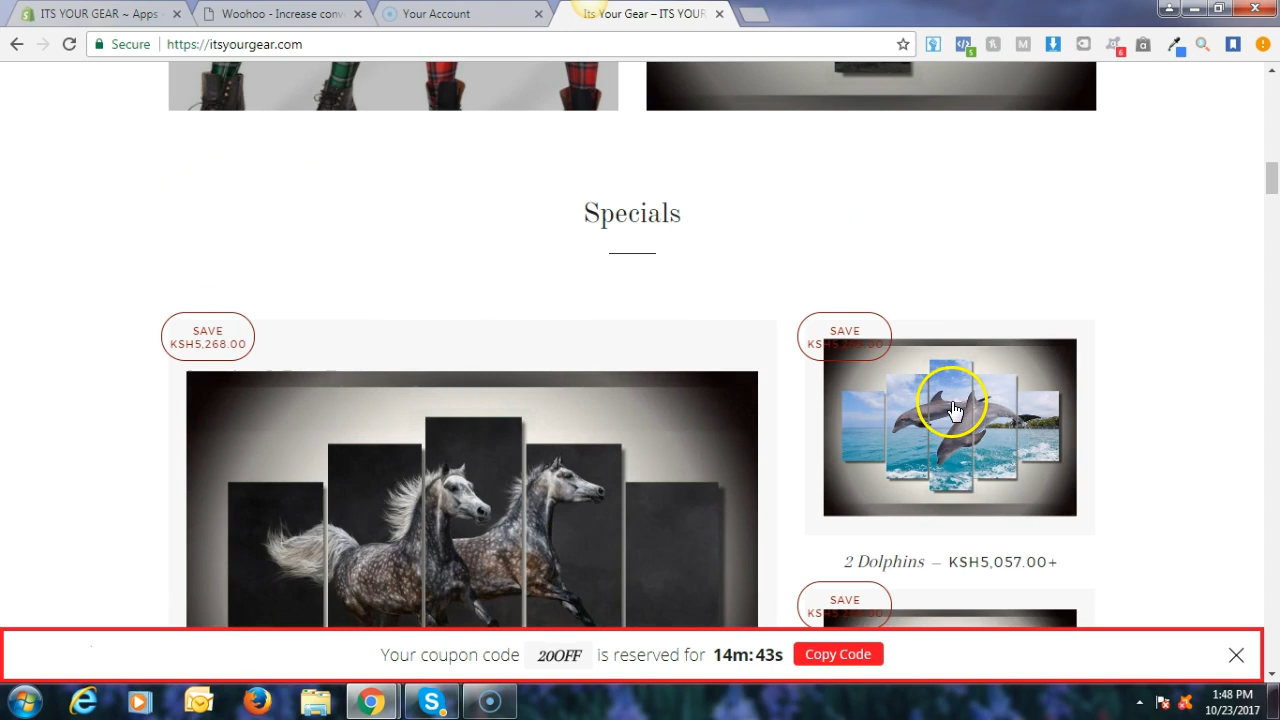 ITS YOUR GEAR ~ Apps
Woohoo - Increase conv
Your Account
Its Your Gear – ITS YOUR
Secure
https://itsyourgear.com
Specials
SAVE
KSH5,268.00
SAVE
2 Dolphins – KSH5,057.00+
SAVE
Your coupon code 20OFF is reserved for 14m: 43s Copy Code
1:48 PM
10/23/2017